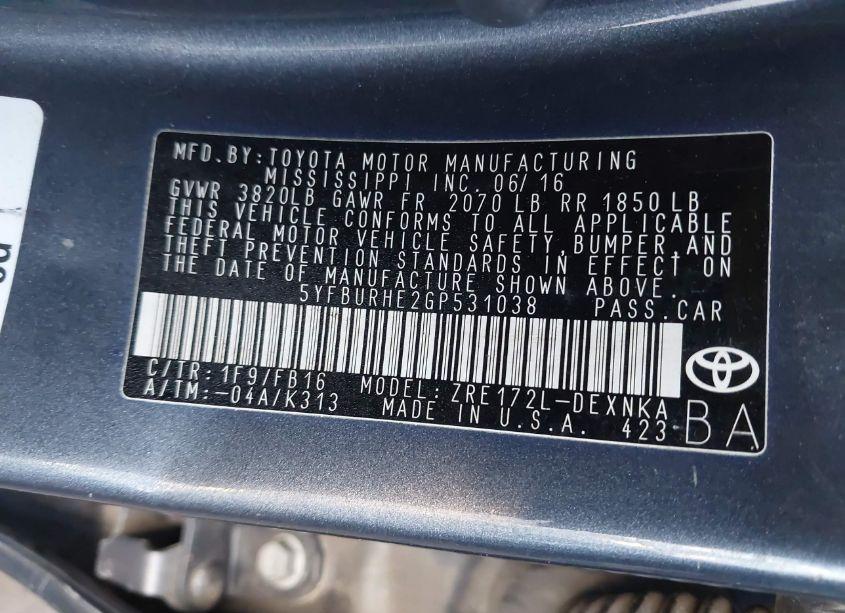 MFD.BY:TOYOTA MOTOR MANUFACTURING
MISSISSIPPI INC. 06/16
GVWR 3820LB GAWR FR 2070 LB RR 1850 LB
THIS VEHICLE CONFORMS TO ALL APPLICABLE
FEDERAL MOTOR VEHICLE SAFETY,BUMPER,AND
THEFT PREVENTION STANDARDS IN EFFECT ON
THE DATE OF MANUFACTURE SHOWN ABOVE.
5YFBURHE2GP531038 PASS.CAR
C/TR: 1F9/FB16 MODEL: ZRE172L-DEXNKA
A/TM:-04A/K313 MADE IN U.S.A. 423
BA